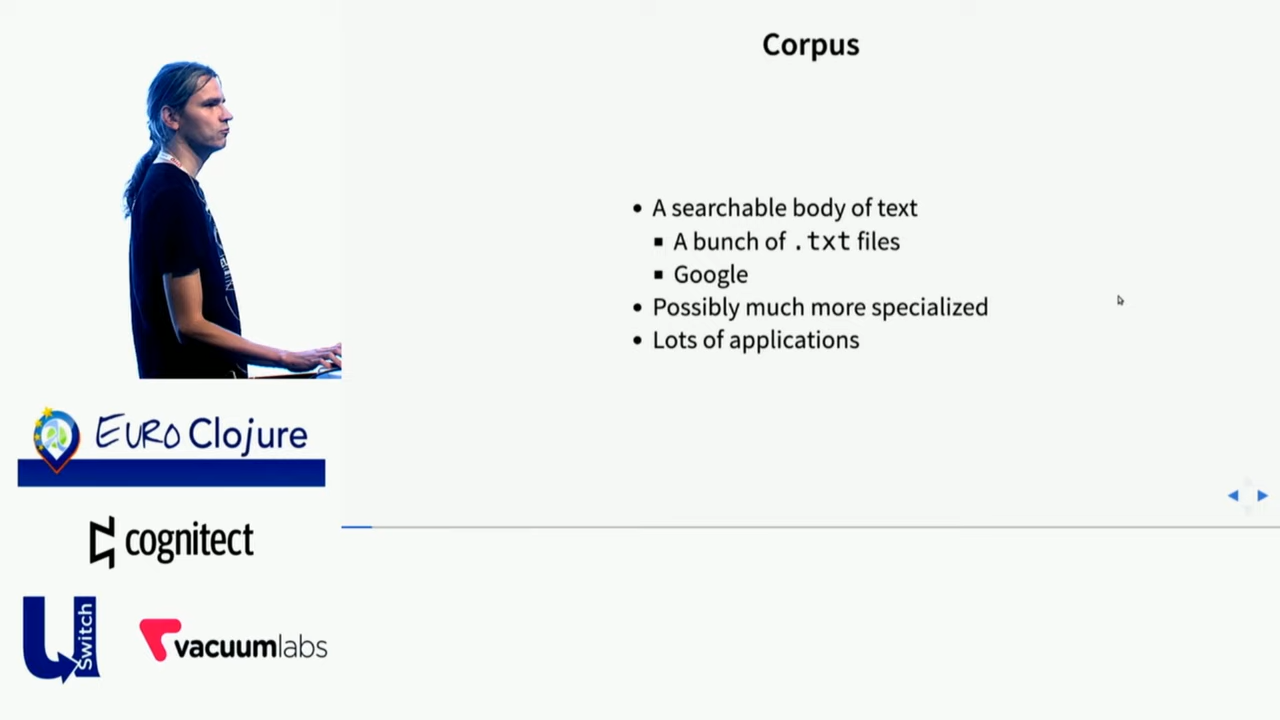 Corpus
• A searchable body of text
▪ A bunch of .txt files
▪ Google
• Possibly much more specialized
• Lots of applications
EURO Clojure
cognitect
uSwitch
vacuumlabs